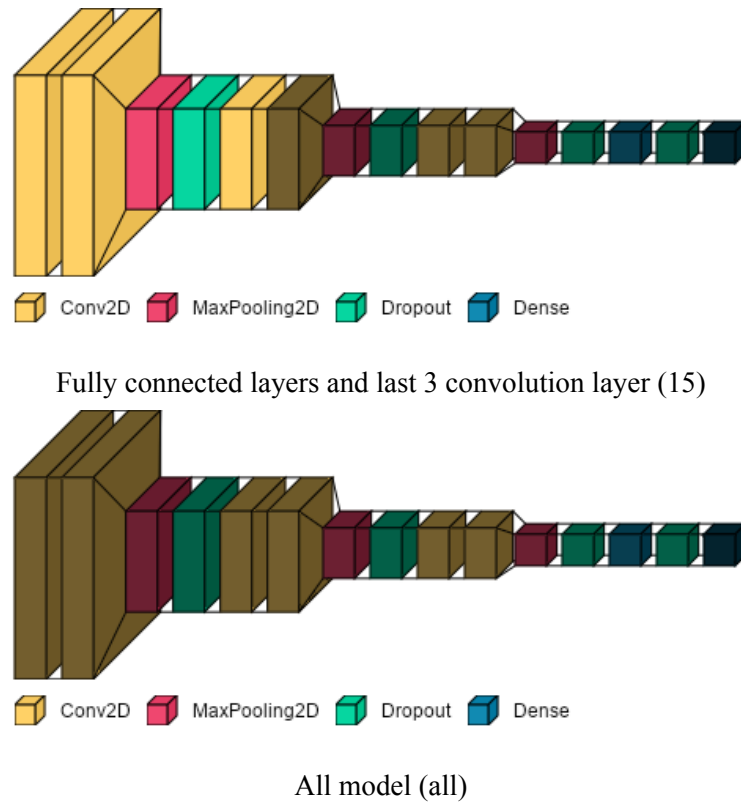 Conv2D MaxPooling2D Dropout Dense
Fully connected layers and last 3 convolution layer (15)
Conv2D MaxPooling2D Dropout Dense
All model (all)